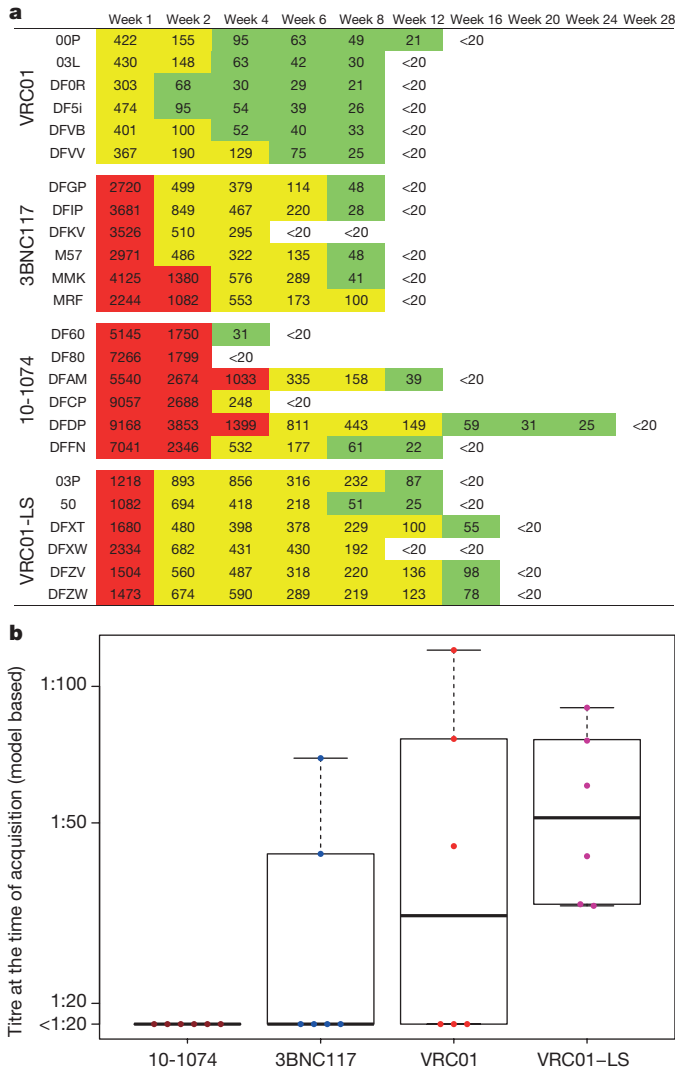 a
Week 1 Week 2 Week 4 Week 6 Week 8 Week 12 Week 16 Week 20 Week 24 Week 28
VRC01
00P 422 155 95 63 49 21 <20
03L 430 148 63 42 30 <20
DF0R 303 68 30 29 21 <20
DF5i 474 95 54 39 26 <20
DFVB 401 100 52 40 33 <20
DFVV 367 190 129 75 25 <20
3BNC117
DFGP 2720 499 379 114 48 <20
DFIP 3681 849 467 220 28 <20
DFKV 3526 510 295 <20 <20
M57 2971 486 322 135 48 <20
MMK 4125 1380 576 289 41 <20
MRF 2244 1082 553 173 100 <20
10-1074
DF60 5145 1750 31 <20
DF80 7266 1799 <20
DFAM 5540 2674 1033 335 158 39 <20
DFCP 9057 2688 248 <20
DFDP 9168 3853 1399 811 443 149 59 31 25 <20
DFFN 7041 2346 532 177 61 22 <20
VRC01-LS
03P 1218 893 856 316 232 87 <20
50 1082 694 418 218 51 25 <20
DFXT 1680 480 398 378 229 100 55 <20
DFXW 2334 682 431 430 192 <20 <20
DFZV 1504 560 487 318 220 136 98 <20
DFZW 1473 674 590 289 219 123 78 <20
b
Titre at the time of acquisition (model based)
1:100
1:50
1:20
<1:20
10-1074 3BNC117 VRC01 VRC01−LS